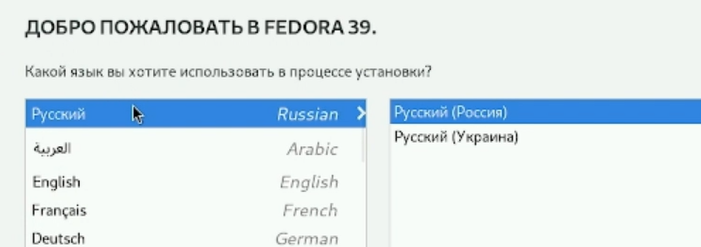 ДОБРО ПОЖАЛОВАТЬ В FEDORA 39.
Какой язык вы хотите использовать в процессе установки?
Русский Russian
العربية Arabic
English English
Français French
Deutsch German
Русский (Россия)
Русский (Украина)